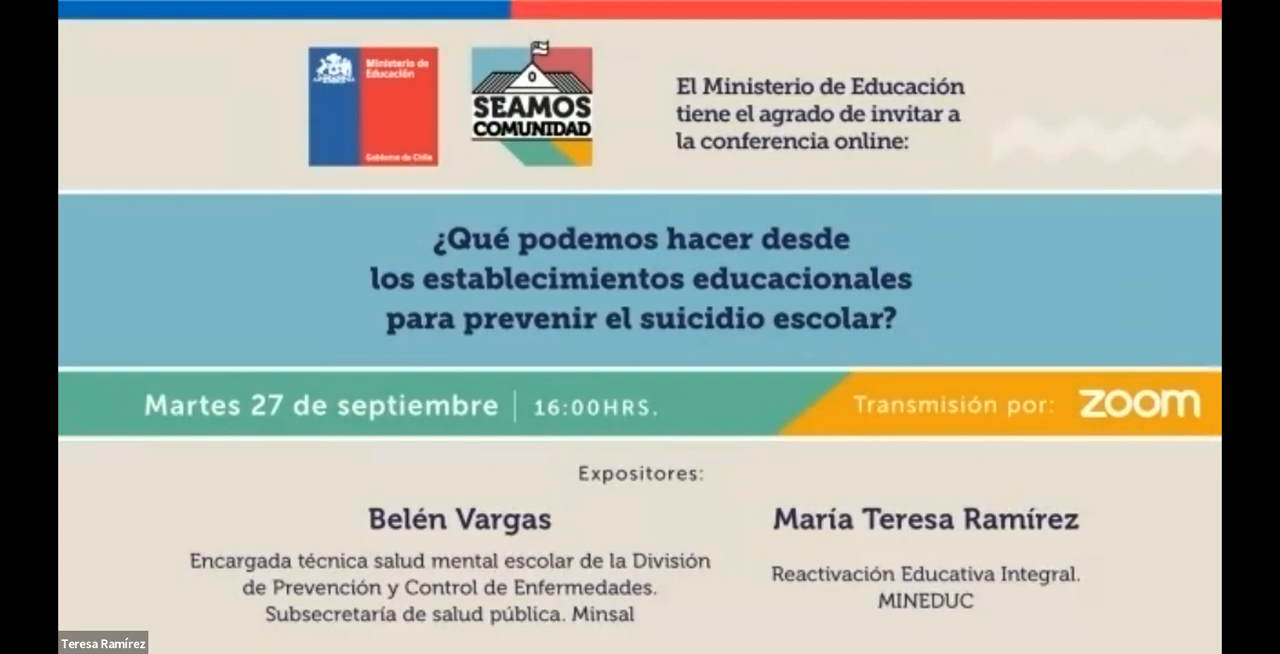 Ministerio de
Educación
Gobierno de Chile
SEAMOS
COMUNIDAD
El Ministerio de Educación
tiene el agrado de invitar a
la conferencia online:
¿Qué podemos hacer desde
los establecimientos educacionales
para prevenir el suicidio escolar?
Martes 27 de septiembre | 16:00HRS.
Transmisión por: zoom
Expositores:
Belén Vargas
Encargada técnica salud mental escolar de la División
de Prevención y Control de Enfermedades.
Subsecretaría de salud pública. Minsal
María Teresa Ramírez
Reactivación Educativa Integral.
MINEDUC
Teresa Ramírez